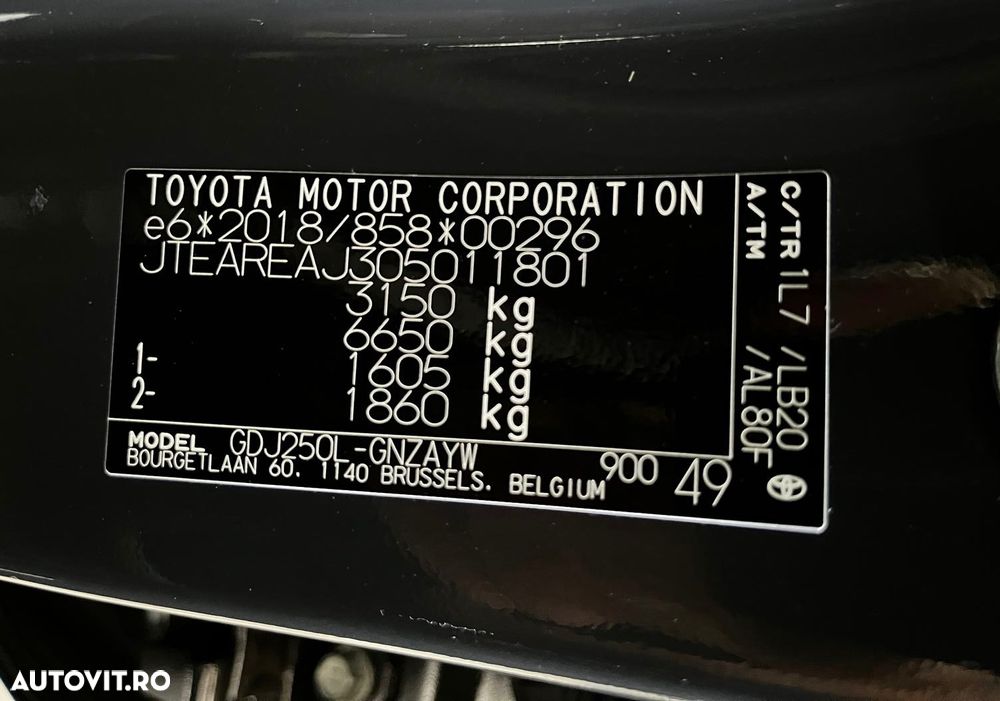 TOYOTA MOTOR CORPORATION
e6*2018/858*00296
JTEAREAJ305011801
3150 kg
6650 kg
1- 1605 kg
2- 1860 kg
MODEL GDJ250L-GNZAYW
BOURGETLAAN 60. 1140 BRUSSELS. BELGIUM
900 49
C/TR 1L7 /LB20
A/TM /AL80F
AUTOVIT.RO